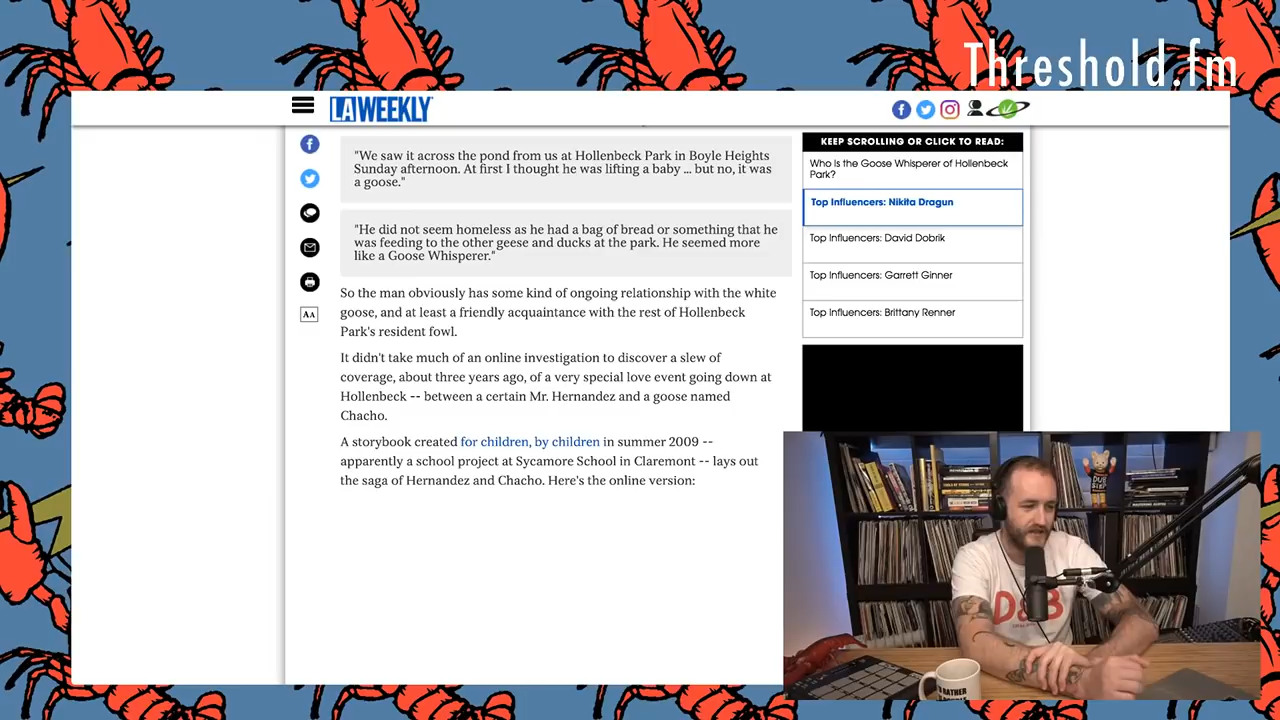 Threshold.fm
LA WEEKLY
"We saw it across the pond from us at Hollenbeck Park in Boyle Heights
Sunday afternoon. At first I thought he was lifting a baby ... but no, it was
a goose."
"He did not seem homeless as he had a bag of bread or something that he
was feeding to the other geese and ducks at the park. He seemed more
like a Goose Whisperer."
AA
So the man obviously has some kind of ongoing relationship with the white
goose, and at least a friendly acquaintance with the rest of Hollenbeck
Park's resident fowl.
It didn't take much of an online investigation to discover a slew of
coverage, about three years ago, of a very special love event going down at
Hollenbeck -- between a certain Mr. Hernandez and a goose named
Chacho.
A storybook created for children, by children in summer 2009 --
apparently a school project at Sycamore School in Claremont -- lays out
the saga of Hernandez and Chacho. Here's the online version:
KEEP SCROLLING OR CLICK TO READ:
Who Is the Goose Whisperer of Hollenbeck
Park?
Top Influencers: Nikita Dragun
Top Influencers: David Dobrik
Top Influencers: Garrett Ginner
Top Influencers: Brittany Renner
D&B
RATHER